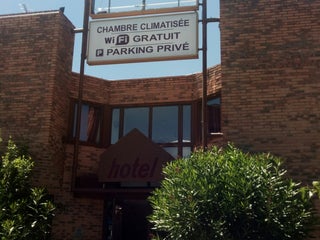 CHAMBRE CLIMATISÉE
WiFi GRATUIT
P PARKING PRIVÉ
hotel